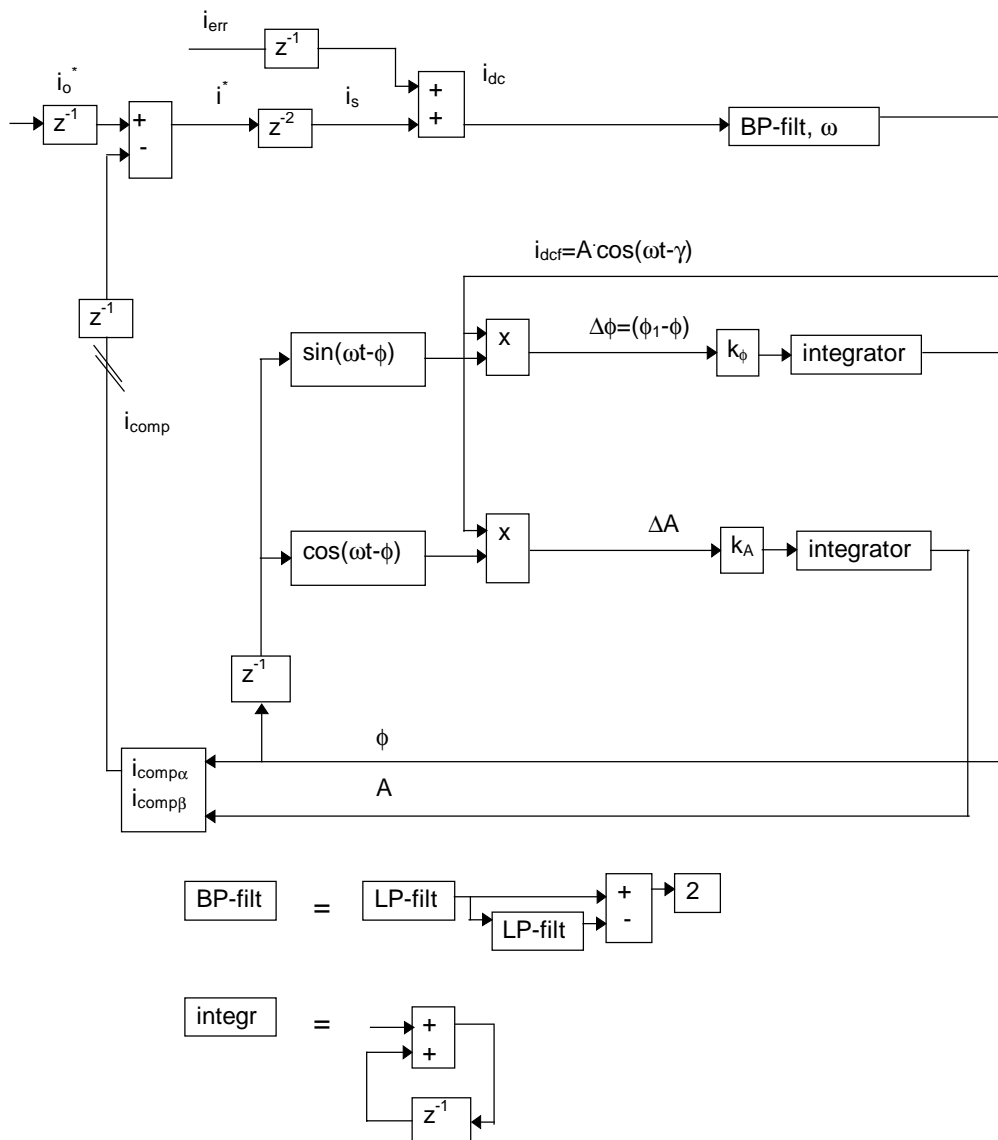 i_err
z⁻¹
i_o*
z⁻¹
+
-
i*
z⁻²
i_s
+
+
i_dc
BP-filt, ω
i_dcf=A·cos(ωt-γ)
z⁻¹
i_comp
sin(ωt-ϕ)
x
Δϕ=(ϕ₁-ϕ)
k_ϕ
integrator
cos(ωt-ϕ)
x
ΔA
k_A
integrator
z⁻¹
ϕ
A
i_compα
i_compβ
BP-filt = LP-filt
LP-filt
+
-
2
integr =
+
+
z⁻¹